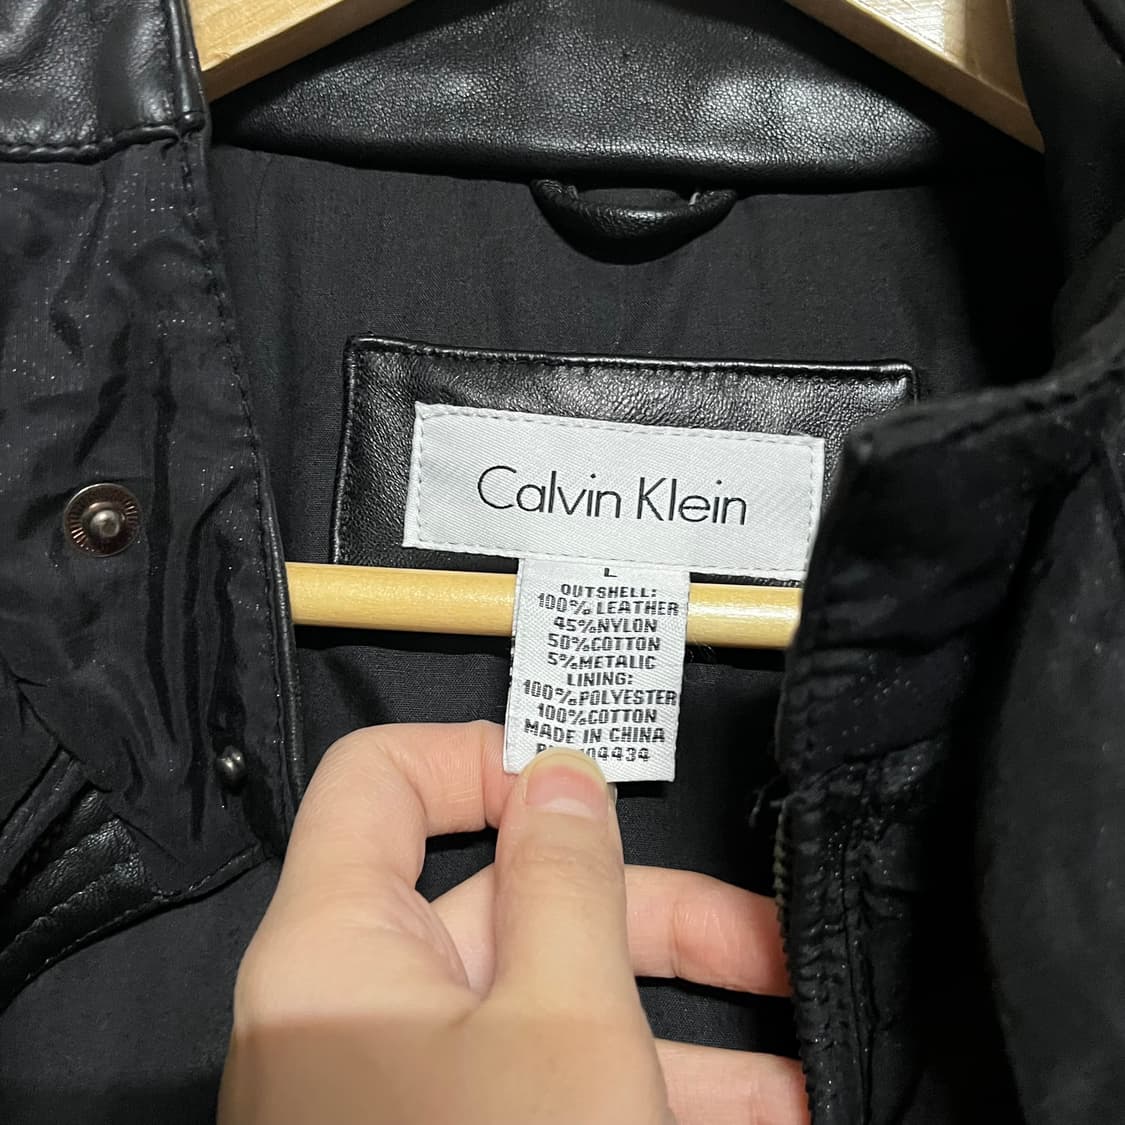 Calvin Klein
L
OUTSHELL:
100% LEATHER
45%NYLON
50%COTTON
5%METALIC
LINING:
100%POLYESTER
100%COTTON
MADE IN CHINA